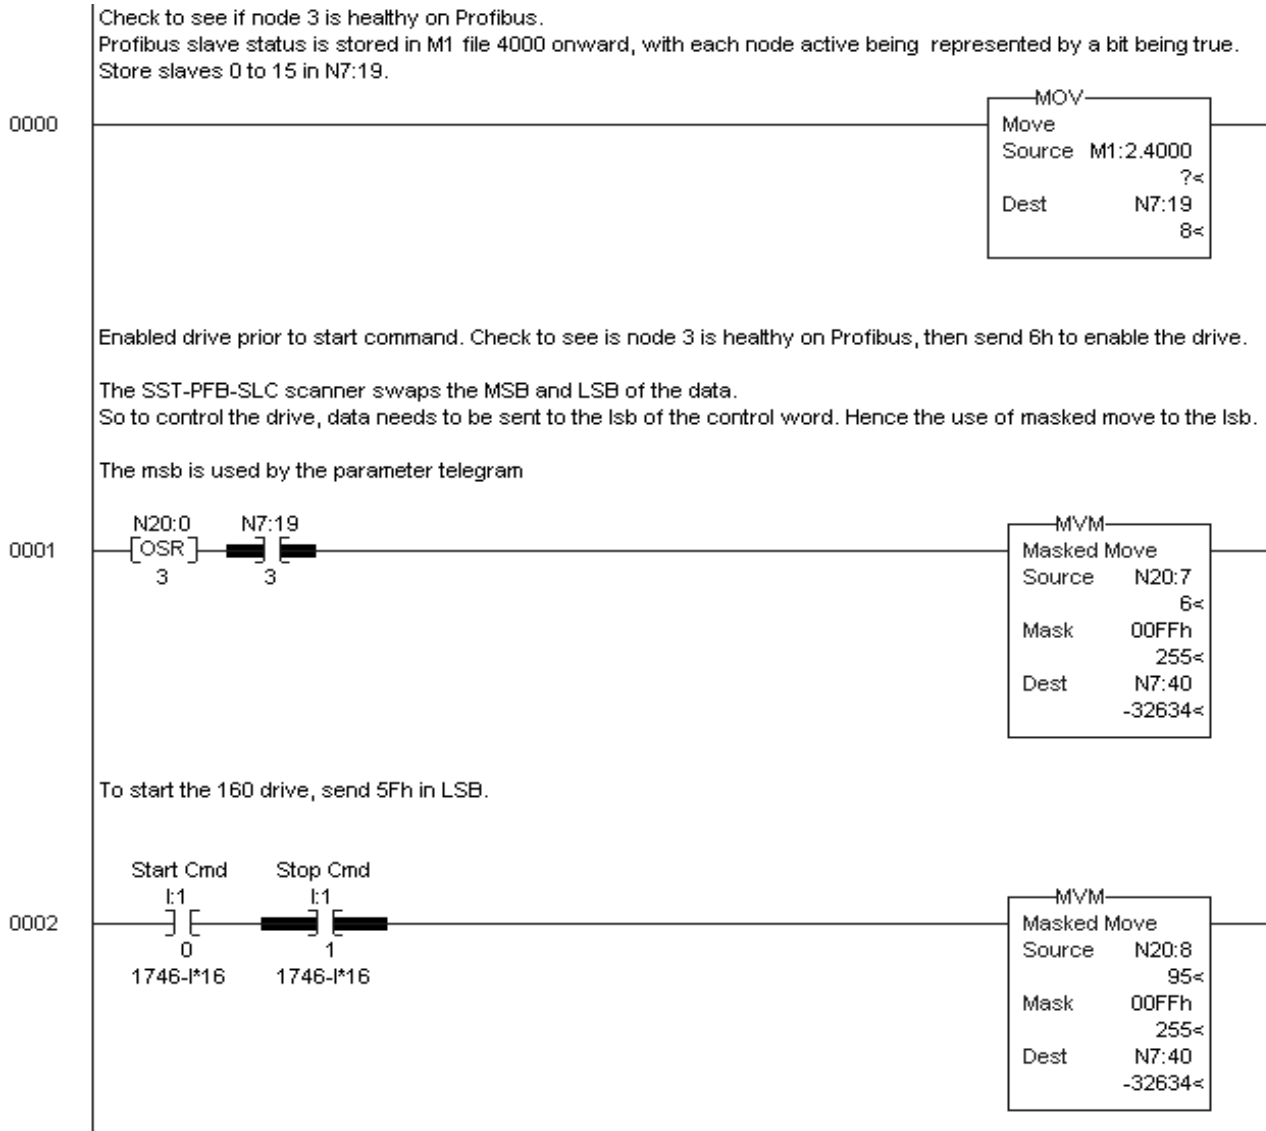 Check to see if node 3 is healthy on Profibus.
Profibus slave status is stored in M1 file 4000 onward, with each node active being represented by a bit being true.
Store slaves 0 to 15 in N7:19.
0000
MOV
Move
Source M1:2.4000
?<
Dest N7:19
8<
Enabled drive prior to start command. Check to see is node 3 is healthy on Profibus, then send 6h to enable the drive.
The SST-PFB-SLC scanner swaps the MSB and LSB of the data.
So to control the drive, data needs to be sent to the lsb of the control word. Hence the use of masked move to the lsb.
The msb is used by the parameter telegram
0001
N20:0 N7:19
OSR
3 3
MVM
Masked Move
Source N20:7
6<
Mask 00FFh
255<
Dest N7:40
-32634<
To start the 160 drive, send 5Fh in LSB.
0002
Start Cmd Stop Cmd
I:1 I:1
0 1
1746-I*16 1746-I*16
MVM
Masked Move
Source N20:8
95<
Mask 00FFh
255<
Dest N7:40
-32634<